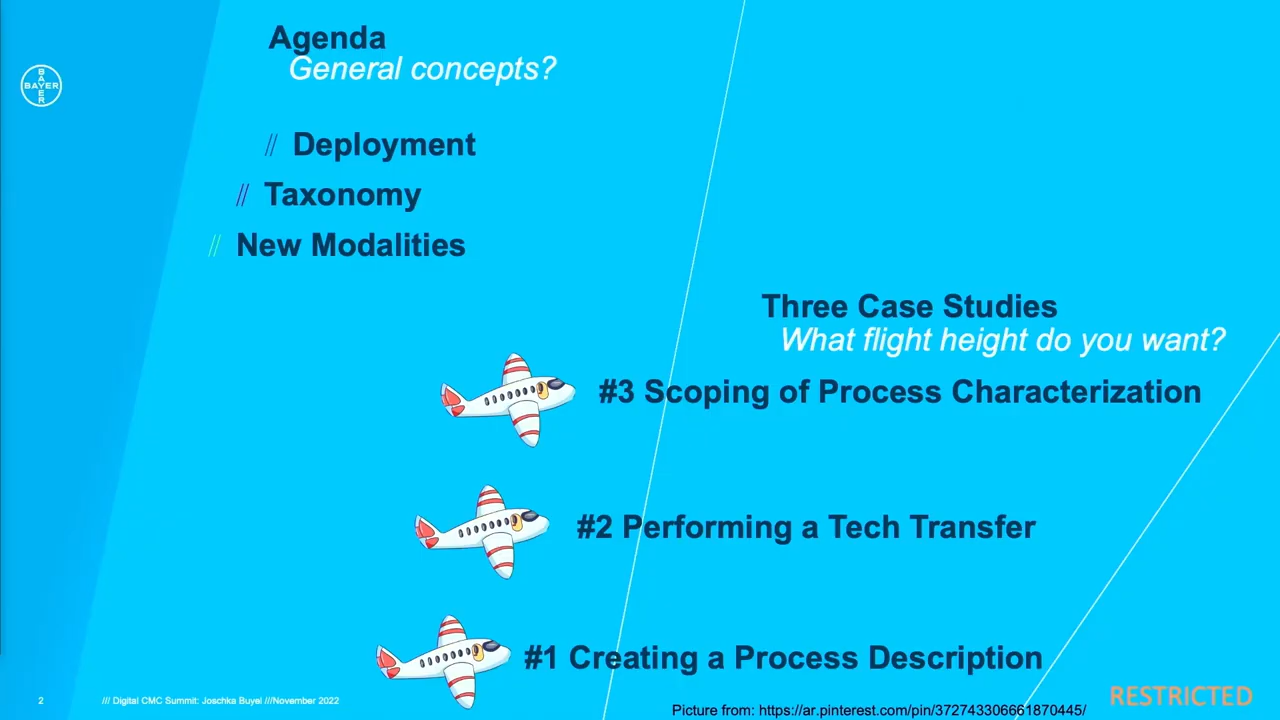 Agenda
General concepts?
BAYER
BAYER
// Deployment
// Taxonomy
// New Modalities
Three Case Studies
What flight height do you want?
#3 Scoping of Process Characterization
#2 Performing a Tech Transfer
#1 Creating a Process Description
2
/// Digital CMC Summit: Joschka Buyel ///November 2022
Picture from: https://ar.pinterest.com/pin/372743306661870445/
RESTRICTED